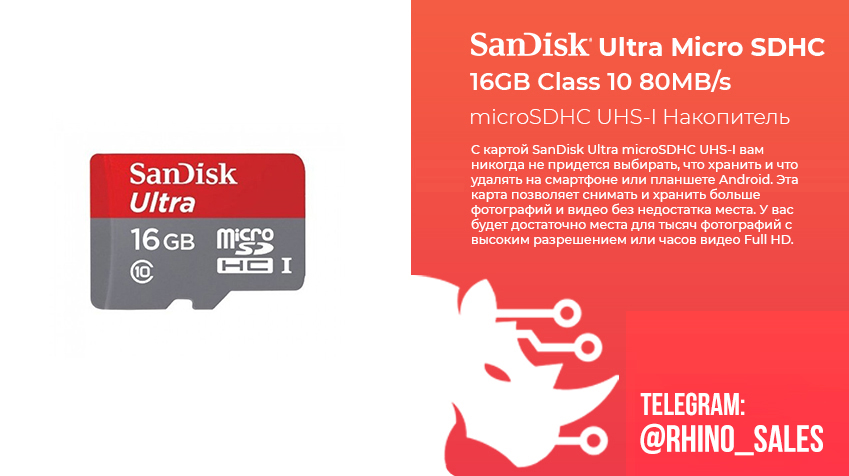 SanDisk
Ultra
16 GB
micro
SD
HC I
10
SanDisk Ultra Micro SDHC
16GB Class 10 80MB/s
microSDHC UHS-I Накопитель
С картой SanDisk Ultra microSDHC UHS-I вам
никогда не придется выбирать, что хранить и что
удалять на смартфоне или планшете Android. Эта
карта позволяет снимать и хранить больше
фотографий и видео без недостатка места. У вас
будет достаточно места для тысяч фотографий с
высоким разрешением или часов видео Full HD.
TELEGRAM:
@RHINO_SALES